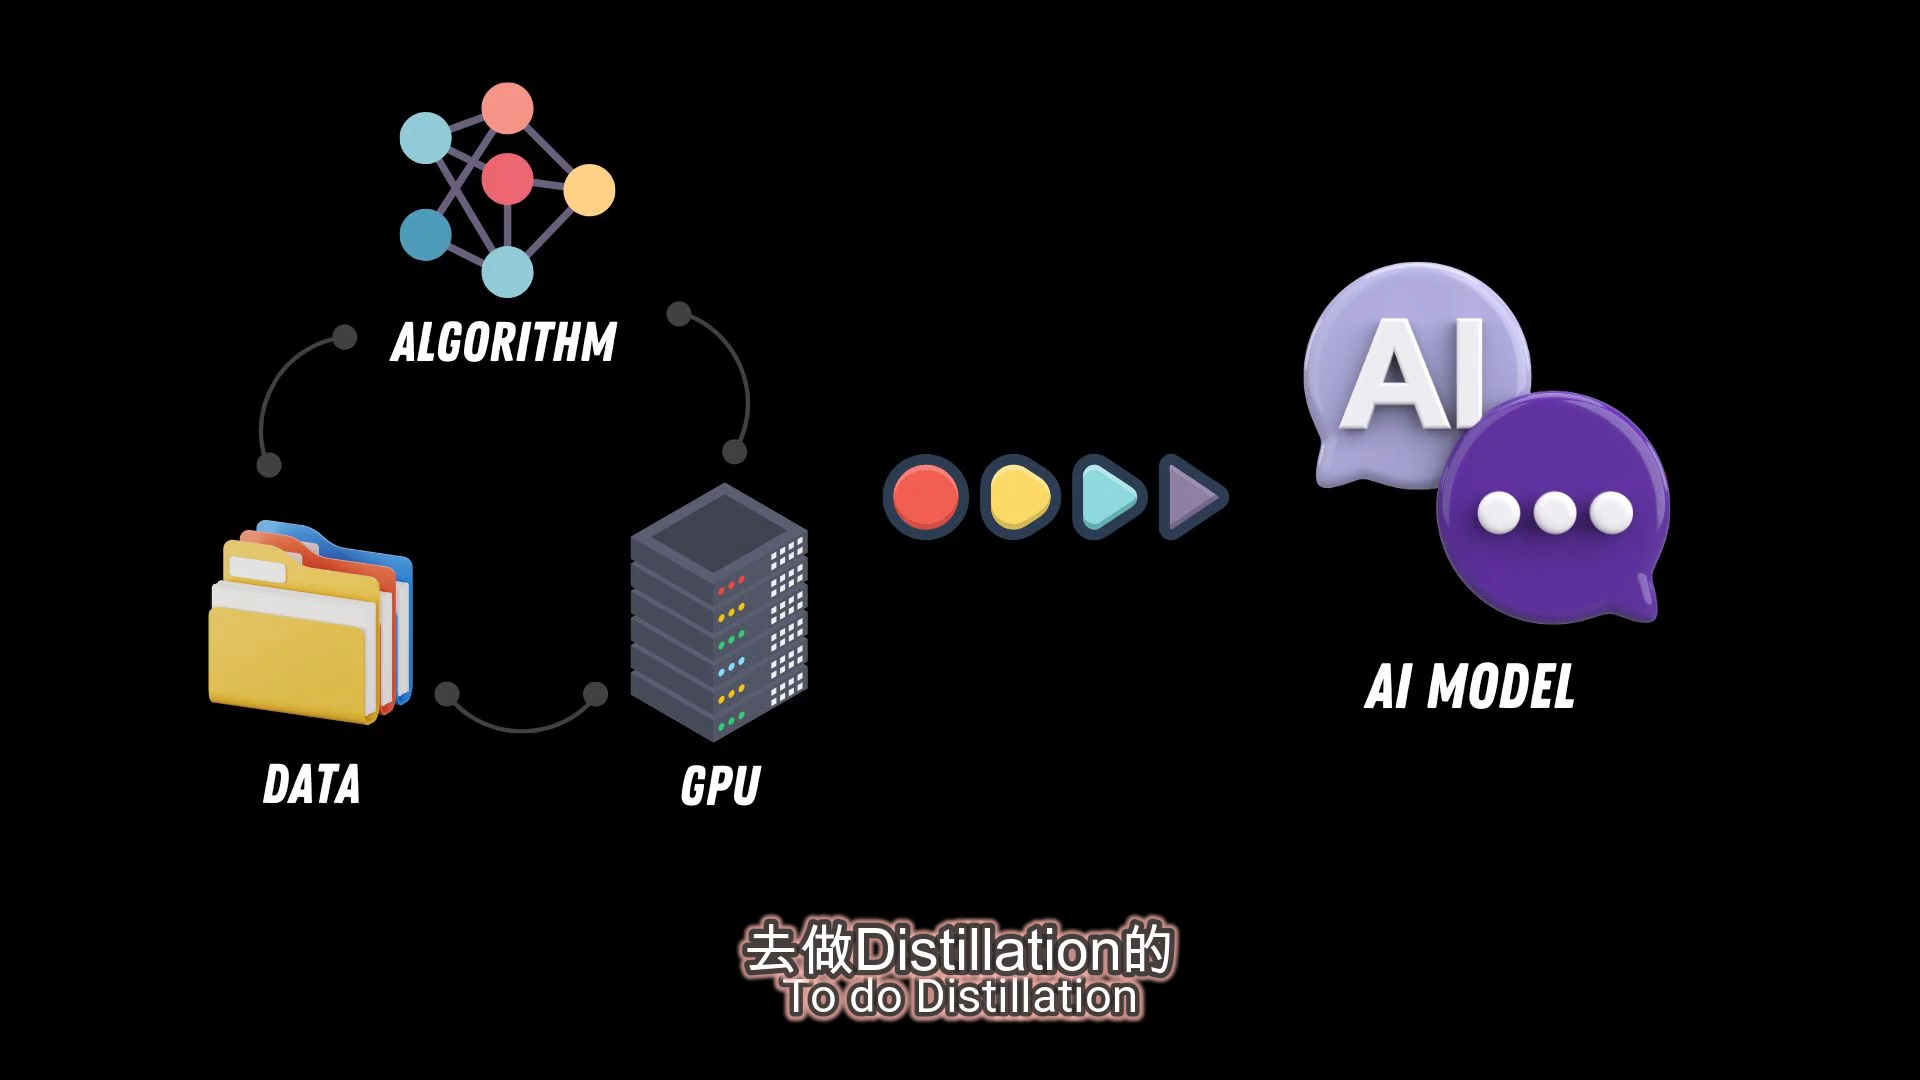 ALGORITHM
AI
AI MODEL
DATA
GPU
去做Distillation的
To do Distillation